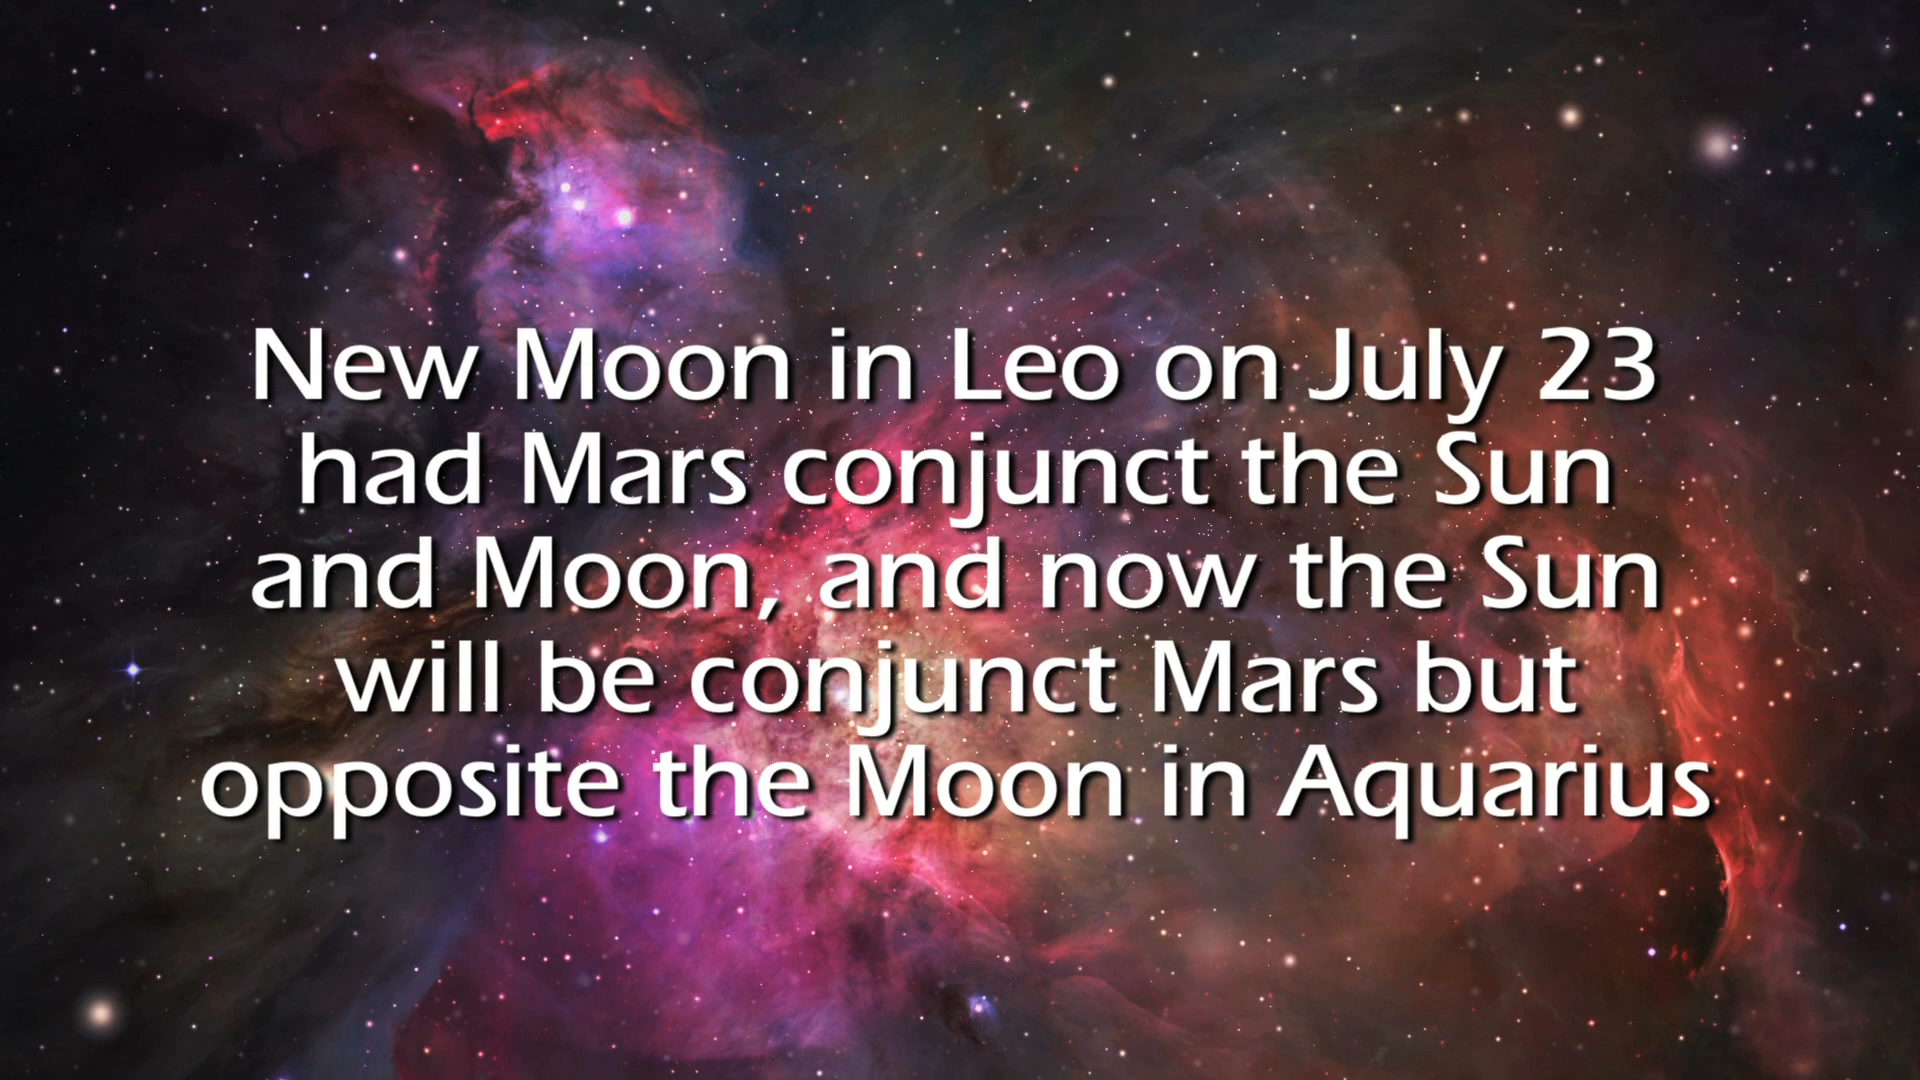 New Moon in Leo on July 23
had Mars conjunct the Sun
and Moon, and now the Sun
will be conjunct Mars but
opposite the Moon in Aquarius